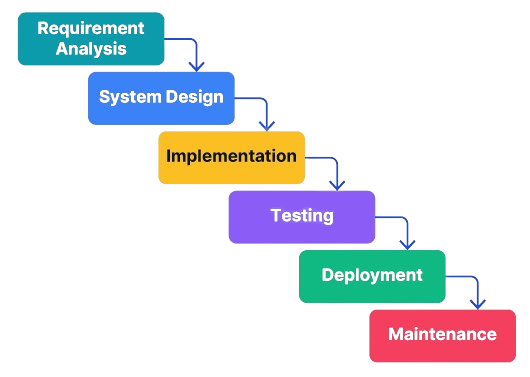 Requirement
Analysis
System Design
Implementation
Testing
Deployment
Maintenance